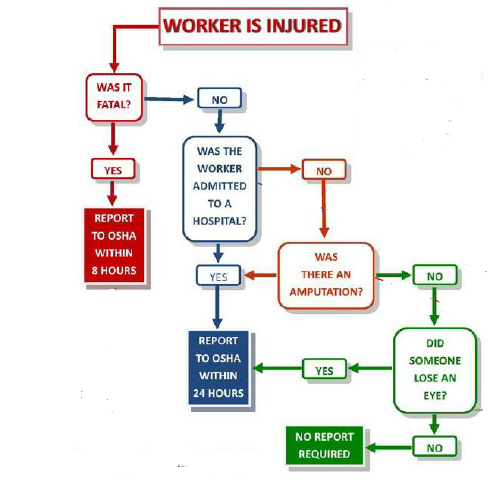 WORKER IS INJURED
WAS IT
FATAL?
NO
YES
REPORT
TO OSHA
WITHIN
8 HOURS
WAS THE
WORKER
ADMITTED
TO A
HOSPITAL?
NO
YES
WAS
THERE AN
AMPUTATION?
NO
REPORT
TO OSHA
WITHIN
24 HOURS
DID
SOMEONE
LOSE AN
EYE?
YES
NO
NO REPORT
REQUIRED